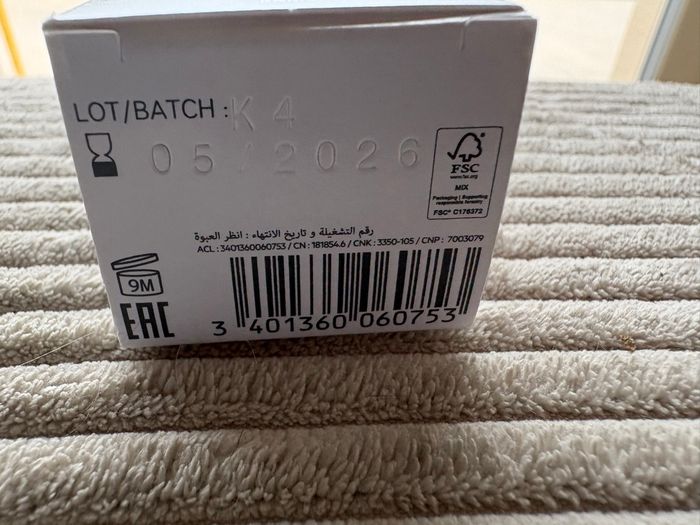 LOT/BATCH : K 4
05/2026
FSC
www.fsc.org
MIX
Packaging | Supporting
responsible forestry
FSC® C176372
رقم التشغيلة و تاريخ الانتهاء : انظر العبوة
ACL : 3401360060753 / CN : 181854.6 / CNK : 3350-105 / CNP : 7003079
9M
EAC
3 401360 060753